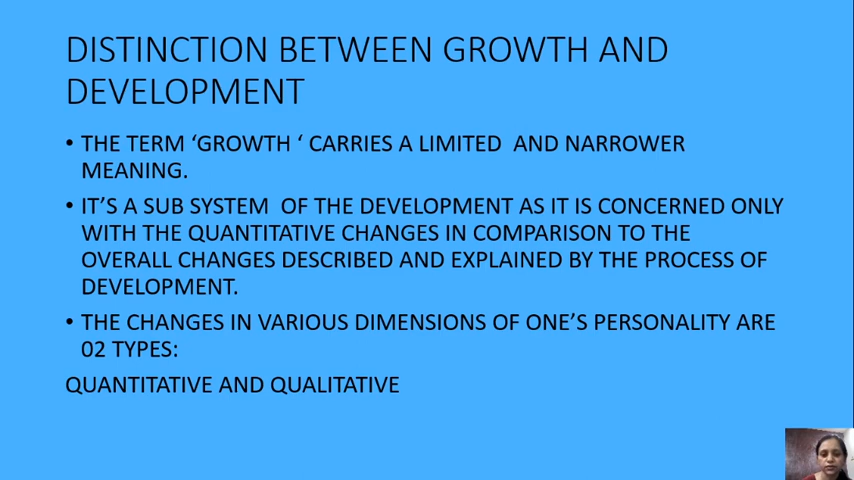 DISTINCTION BETWEEN GROWTH AND
DEVELOPMENT
• THE TERM ‘GROWTH ‘ CARRIES A LIMITED  AND NARROWER
MEANING.
• IT’S A SUB SYSTEM  OF THE DEVELOPMENT AS IT IS CONCERNED ONLY
WITH THE QUANTITATIVE CHANGES IN COMPARISON TO THE
OVERALL CHANGES DESCRIBED AND EXPLAINED BY THE PROCESS OF
DEVELOPMENT.
• THE CHANGES IN VARIOUS DIMENSIONS OF ONE’S PERSONALITY ARE
02 TYPES:
QUANTITATIVE AND QUALITATIVE